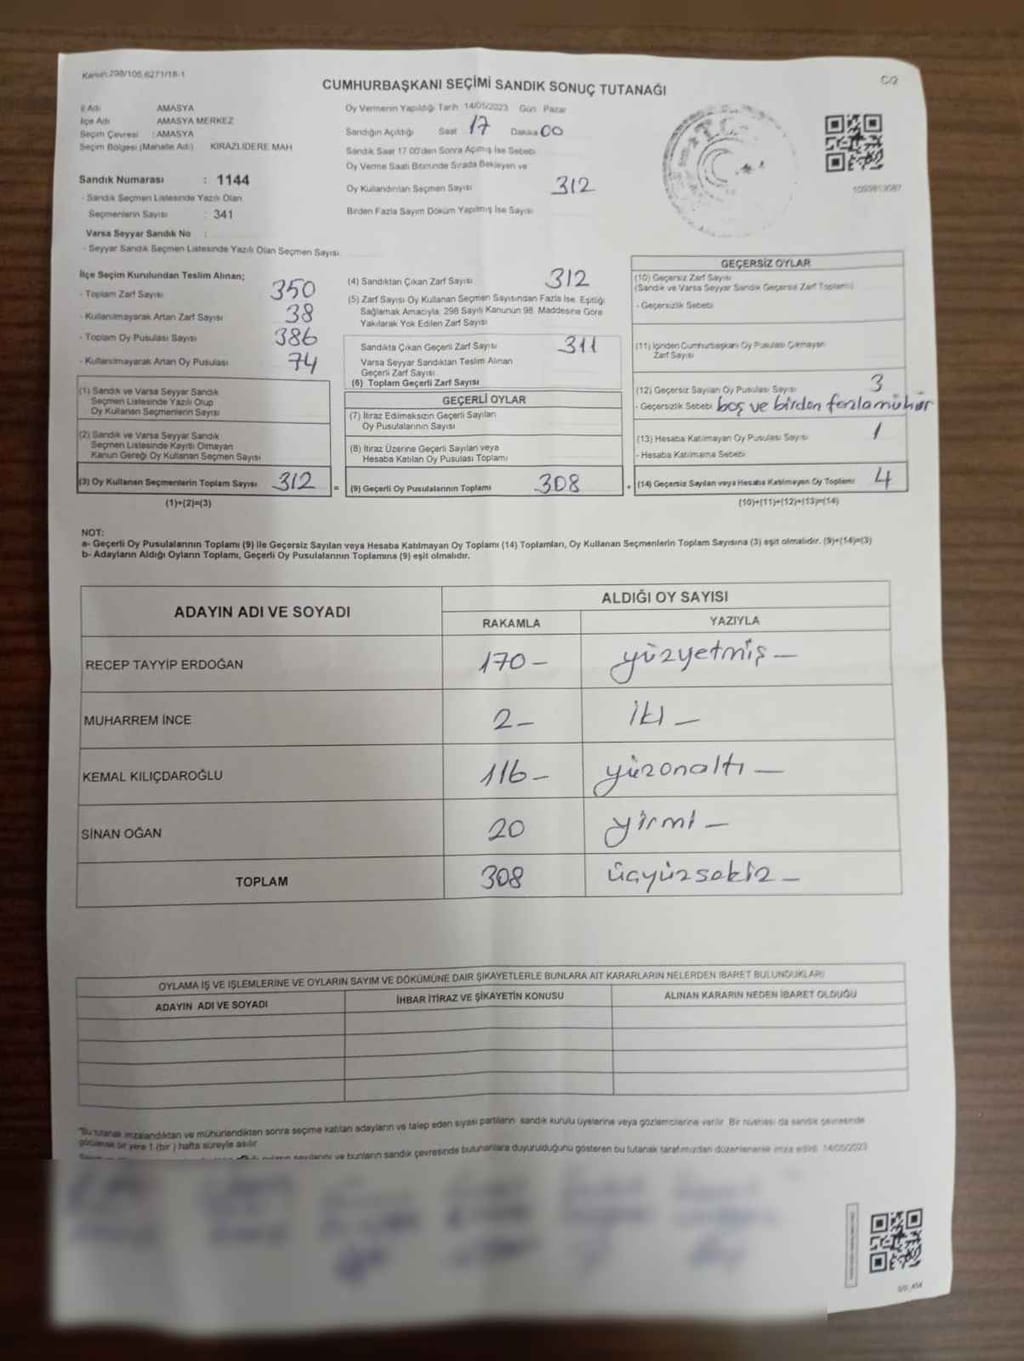 Kanun:298/105,6271/18-1
C/2
CUMHURBAŞKANI SEÇİMİ SANDIK SONUÇ TUTANAĞI
İl Adı AMASYA
İlçe Adı AMASYA MERKEZ
Seçim Çevresi : AMASYA
Seçim Bölgesi (Mahalle Adı) KIRAZLIDERE MAH
Sandık Numarası : 1144
- Sandık Seçmen Listesinde Yazılı Olan
Seçmenlerin Sayısı : 341
Varsa Seyyar Sandık No :
- Seyyar Sandık Seçmen Listesinde Yazılı Olan Seçmen Sayısı
Oy Vermenin Yapıldığı Tarih 14/05/2023 Gün Pazar
Sandığın Açıldığı Saat 17 Dakika 00
Sandık Saat 17.00'den Sonra Açılmış İse Sebebi
Oy Verme Saati Bitiminde Sırada Bekleyen ve
Oy Kullandırılan Seçmen Sayısı 312
Birden Fazla Sayım Döküm Yapılmış İse Sayısı
İlçe Seçim Kurulundan Teslim Alınan;
- Toplam Zarf Sayısı 350
- Kullanılmayarak Artan Zarf Sayısı 38
- Toplam Oy Pusulası Sayısı 386
- Kullanılmayarak Artan Oy Pusulası 74
(1) Sandık ve Varsa Seyyar Sandık
Seçmen Listesinde Yazılı Olup
Oy Kullanan Seçmenlerin Sayısı
(2) Sandık ve Varsa Seyyar Sandık
Seçmen Listesinde Kayıtlı Olmayan
Kanun Gereği Oy Kullanan Seçmen Sayısı
(3) Oy Kullanan Seçmenlerin Toplam Sayısı 312 =
(1)+(2)=(3)
(4) Sandıktan Çıkan Zarf Sayısı 312
(5) Zarf Sayısı Oy Kullanan Seçmen Sayısından Fazla İse, Eşitliği
Sağlamak Amacıyla, 298 Sayılı Kanunun 98. Maddesine Göre
Yakılarak Yok Edilen Zarf Sayısı
Sandıkta Çıkan Geçerli Zarf Sayısı 311
Varsa Seyyar Sandıktan Teslim Alınan
Geçerli Zarf Sayısı
(6) Toplam Geçerli Zarf Sayısı
GEÇERLİ OYLAR
(7) İtiraz Edilmeksizin Geçerli Sayılan
Oy Pusulalarının Sayısı
(8) İtiraz Üzerine Geçerli Sayılan veya
Hesaba Katılan Oy Pusulası Toplamı
(9) Geçerli Oy Pusulalarının Toplamı 308 +
GEÇERSİZ OYLAR
(10) Geçersiz Zarf Sayısı
(Sandık ve Varsa Seyyar Sandık Geçersiz Zarf Toplamı)
- Geçersizlik Sebebi
(11) İçinden Cumhurbaşkanı Oy Pusulası Çıkmayan
Zarf Sayısı
(12) Geçersiz Sayılan Oy Pusulası Sayısı 3
- Geçersizlik Sebebi boş ve birden fazla mühür
(13) Hesaba Katılmayan Oy Pusulası Sayısı 1
- Hesaba Katılmama Sebebi
(14) Geçersiz Sayılan veya Hesaba Katılmayan Oy Toplamı 4
(10)+(11)+(12)+(13)=(14)
NOT:
a- Geçerli Oy Pusulalarının Toplamı (9) ile Geçersiz Sayılan veya Hesaba Katılmayan Oy Toplamı (14) Toplamları, Oy Kullanan Seçmenlerin Toplam Sayısına (3) eşit olmalıdır. (9)+(14)=(3)
b- Adayların Aldığı Oyların Toplamı, Geçerli Oy Pusulalarının Toplamına (9) eşit olmalıdır.
ADAYIN ADI VE SOYADI
ALDIĞI OY SAYISI
RAKAMLA YAZIYLA
RECEP TAYYİP ERDOĞAN 170 - yüzyetmiş -
MUHARREM İNCE 2 - iki -
KEMAL KILIÇDAROĞLU 116 - yüzonaltı -
SİNAN OĞAN 20 yirmi -
TOPLAM 308 üçyüzsekiz -
OYLAMA İŞ VE İŞLEMLERİNE VE OYLARIN SAYIM VE DÖKÜMÜNE DAİR ŞİKAYETLERLE BUNLARA AİT KARARLARIN NELERDEN İBARET BULUNDUKLARI
ADAYIN ADI VE SOYADI İHBAR İTİRAZ VE ŞİKAYETİN KONUSU ALINAN KARARIN NEDEN İBARET OLDUĞU
"Bu tutanak imzalandıktan ve mühürlendikten sonra seçime katılan adayların ve talep eden siyasi partilerin sandık kurulu üyelerine veya gözlemcilerine verilir. Bir nüshası da sandık çevresinde
görülecek bir yere 1 (bir ) hafta süreyle asılır
ve bunların sandık çevresinde bulunanlara duyurulduğunu gösteren bu tutanak tarafımızdan düzenlenerek imza edildi. 14/05/2023